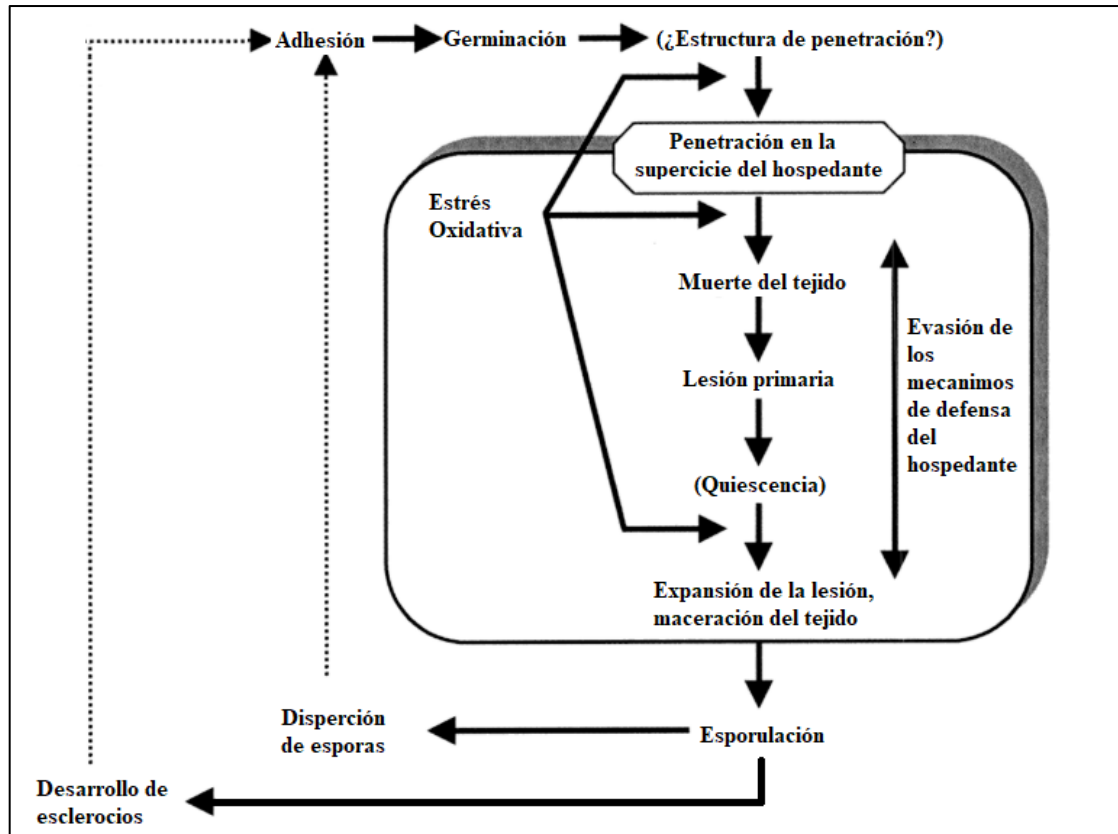 Adhesión
Germinación
(¿Estructura de penetración?)
Penetración en la
supercicie del hospedante
Estrés
Oxidativa
Muerte del tejido
Evasión de
los
mecanimos
de defensa
del
hospedante
Lesión primaria
(Quiescencia)
Expansión de la lesión,
maceración del tejido
Disperción
de esporas
Esporulación
Desarrollo de
esclerocios